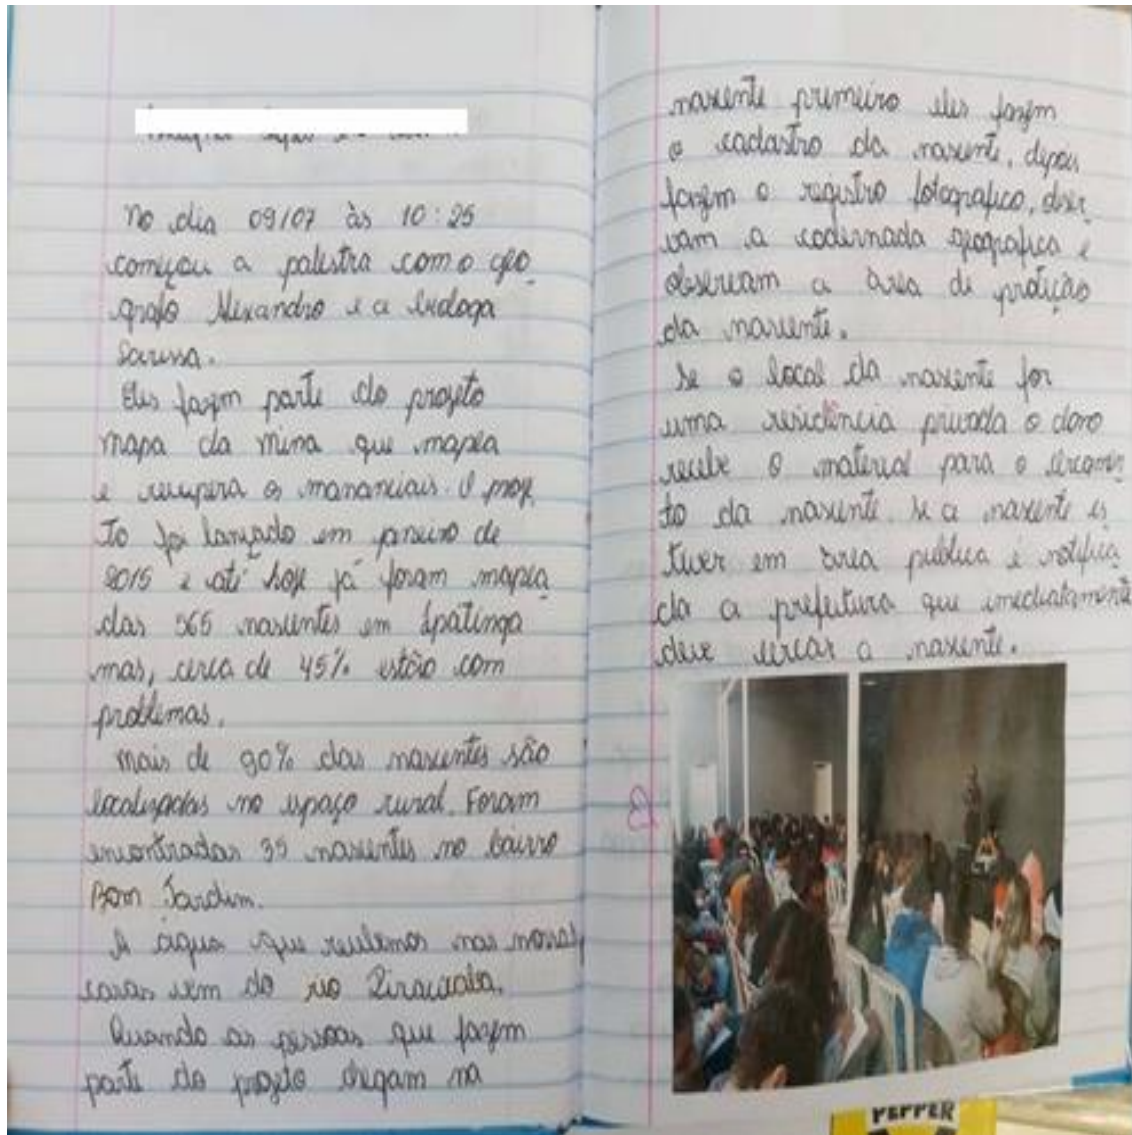 No dia 09/07 às 10:25
começou a palestra com o geo-
grafo Alexandro e a biologa
Larissa.
Eles fazem parte do projeto
mapa da mina que mapea
e recupera os mananciais. O proje
to foi lançado em janeiro de
2015 e até hoje já foram mapea
das 565 nascentes em Ipatinga
mas, cerca de 45% estão com
problemas.
Mais de 90% das nascentes são
localizadas no espaço rural. Foram
encontradas 35 nascentes no bairro
Bom Jardim.
A água que recebemos nas nossas
casas vem do rio Piracicaba.
Quando as pessoas que fazem
parte do projeto chegam na
nascente primeiro eles fazem
o cadastro da nascente, depois
fazem o registro fotografico, obser
vam a codernada geografica e
observam a área de proteção
da nascente.
Se o local da nascente for
uma residência privada o dono
recebe o material para o cercamen
to da nascente. Se a nascente es
tiver em área publica é notifica
da a prefeitura que imediatamente
deve cercar a nascente.
PEPPER